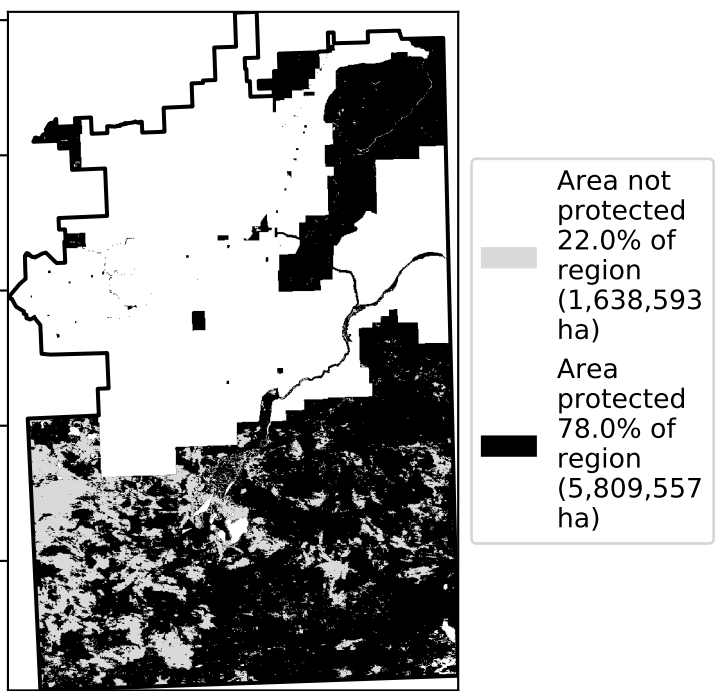 Area not
protected
22.0% of
region
(1,638,593
ha)
Area
protected
78.0% of
region
(5,809,557
ha)